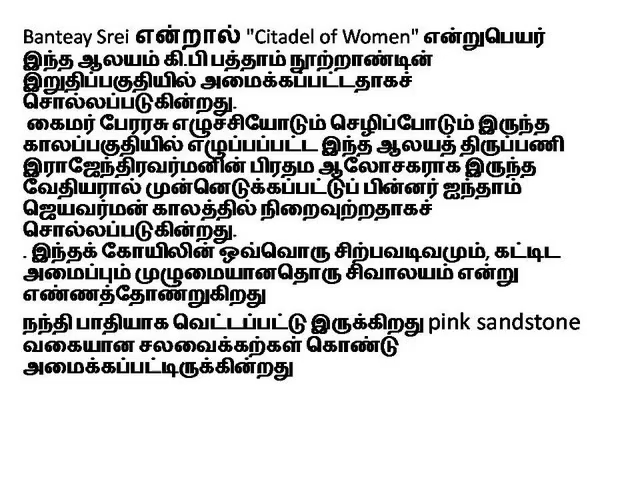 Banteay Srei என்றால் "Citadel of Women" என்றுபெயர்
இந்த ஆலயம் கி.பி பத்தாம் நூற்றாண்டின்
இறுதிப்பகுதியில் அமைக்கப்பட்டதாகச்
சொல்லப்படுகின்றது.
கைமர் பேரரசு எழுச்சியோடும் செழிப்போடும் இருந்த
காலப்பகுதியில் எழுப்பப்பட்ட இந்த ஆலயத் திருப்பணி
இராஜேந்திரவர்மனின் பிரதம ஆலோசகராக இருந்த
வேதியரால் முன்னெடுக்கப்பட்டுப் பின்னர் ஐந்தாம்
ஜெயவர்மன் காலத்தில் நிறைவுற்றதாகச்
சொல்லப்படுகின்றது.
. இந்தக் கோயிலின் ஒவ்வொரு சிற்பவடிவமும், கட்டிட
அமைப்பும் முழுமையானதொரு சிவாலயம் என்று
எண்ணத்தோன்றுகிறது
நந்தி பாதியாக வெட்டப்பட்டு இருக்கிறது pink sandstone
வகையான சலவைக்கற்கள் கொண்டு
அமைக்கப்பட்டிருக்கின்றது